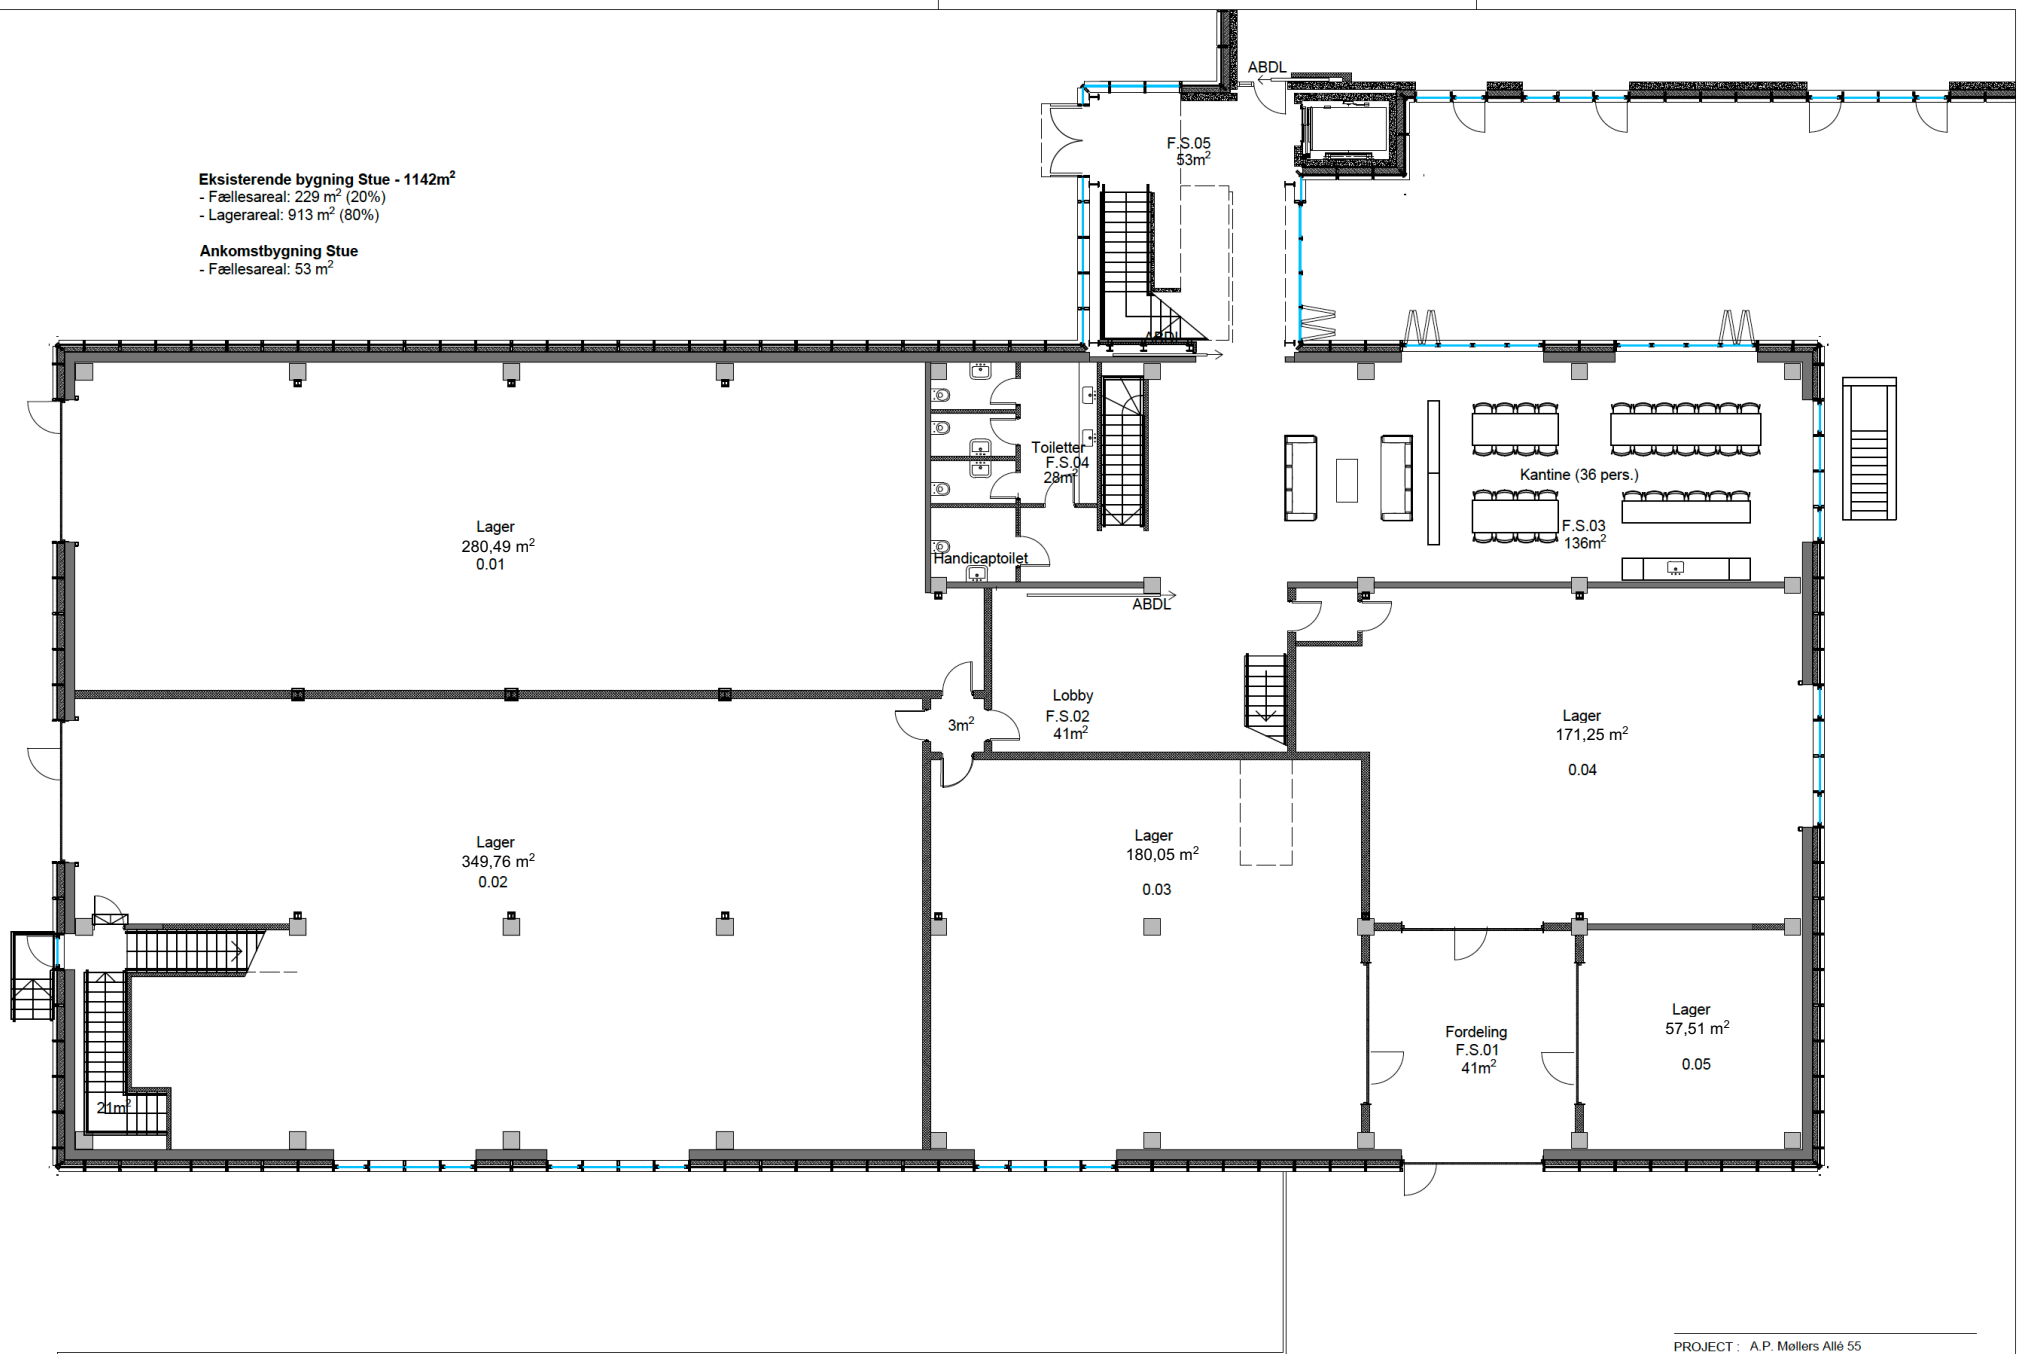 ABDL
F.S.05
53m²
Eksisterende bygning Stue - 1142m²
- Fællesareal: 229 m² (20%)
- Lagerareal: 913 m² (80%)
Ankomstbygning Stue
- Fællesareal: 53 m²
ABDL
Toiletter
F.S.04
28m²
Kantine (36 pers.)
F.S.03
136m²
Lager
280,49 m²
0.01
Handicaptoilet
ABDL
Lobby
F.S.02
41m²
3m²
Lager
171,25 m²
0.04
Lager
349,76 m²
0.02
Lager
180,05 m²
0.03
Lager
57,51 m²
0.05
Fordeling
F.S.01
41m²
21m²
PROJECT : A.P. Møllers Allé 55